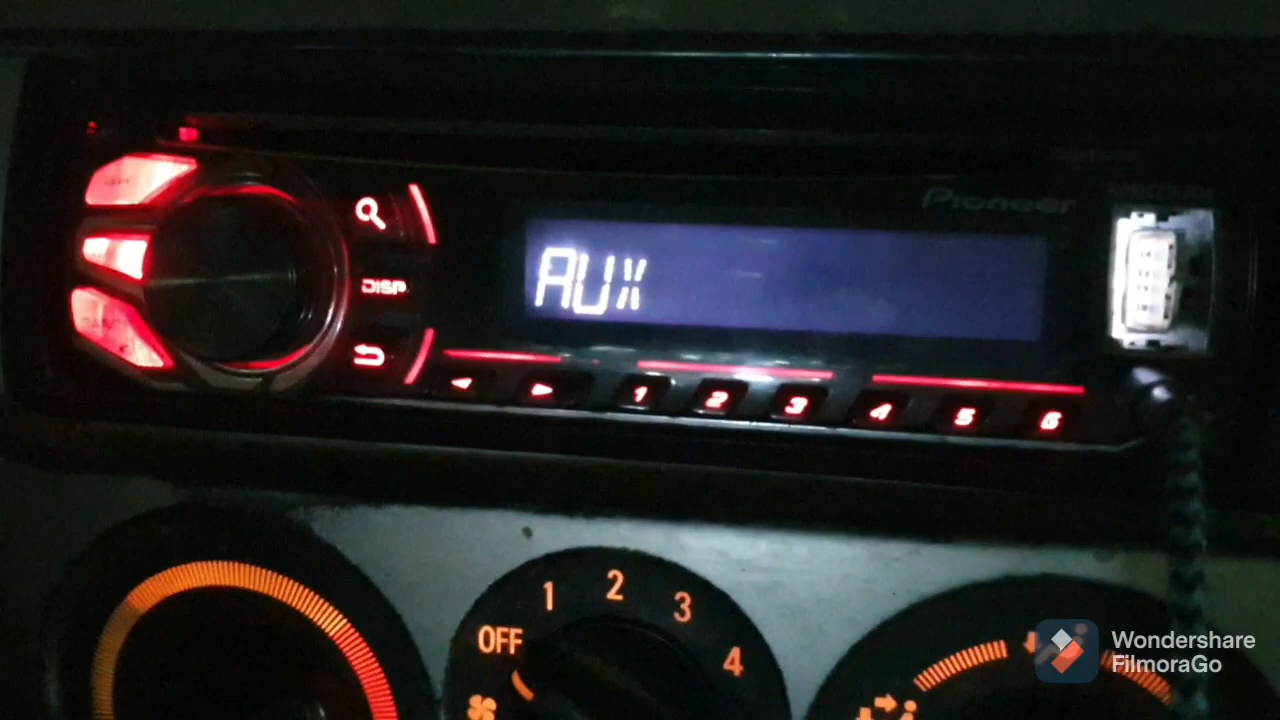 Pioneer
DISP
AUX
1 2 3 4 5 6
OFF 1 2 3 4
Wondershare
FilmoraGo